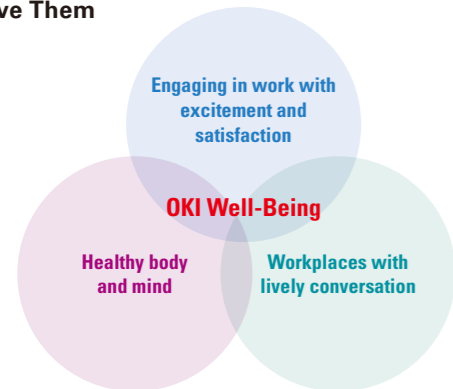 ve Them
Engaging in work with
excitement and
satisfaction
OKI Well-Being
Healthy body
and mind
Workplaces with
lively conversation